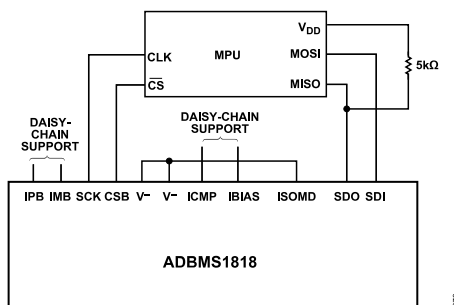 VDD
CLK
MPU
MOSI
CS
MISO
5kΩ
DAISY-
CHAIN
SUPPORT
DAISY-CHAIN
SUPPORT
IPB IMB SCK CSB V– V– ICMP IBIAS ISOMD SDO SDI
ADBMS1818